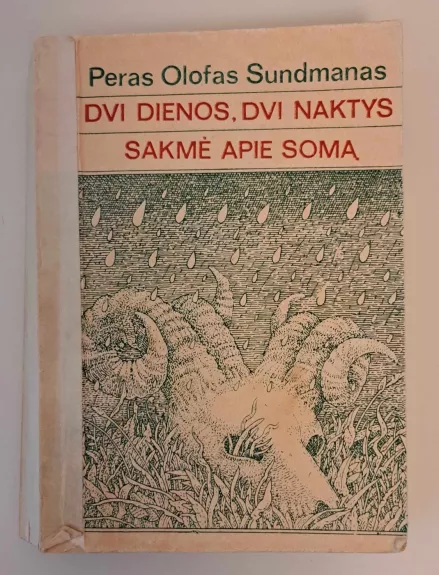 Peras Olofas Sundmanas
DVI DIENOS, DVI NAKTYS
SAKMĖ APIE SOMĄ